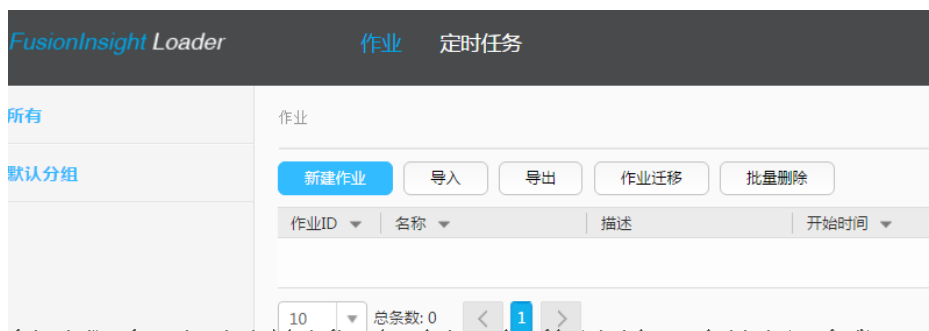 FusionInsight Loader 作业 定时任务
所有
默认分组
作业
新建作业 导入 导出 作业迁移 批量删除
作业ID 名称 描述 开始时间
10 总条数: 0 1